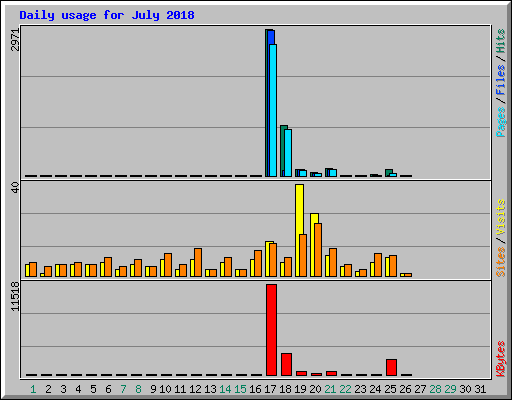 Daily usage for July 2018
2971
40
11518
Pages / Files / Hits
Sites / Visits
KBytes
1 2 3 4 5 6 7 8 9 10 11 12 13 14 15 16 17 18 19 20 21 22 23 24 25 26 27 28 29 30 31